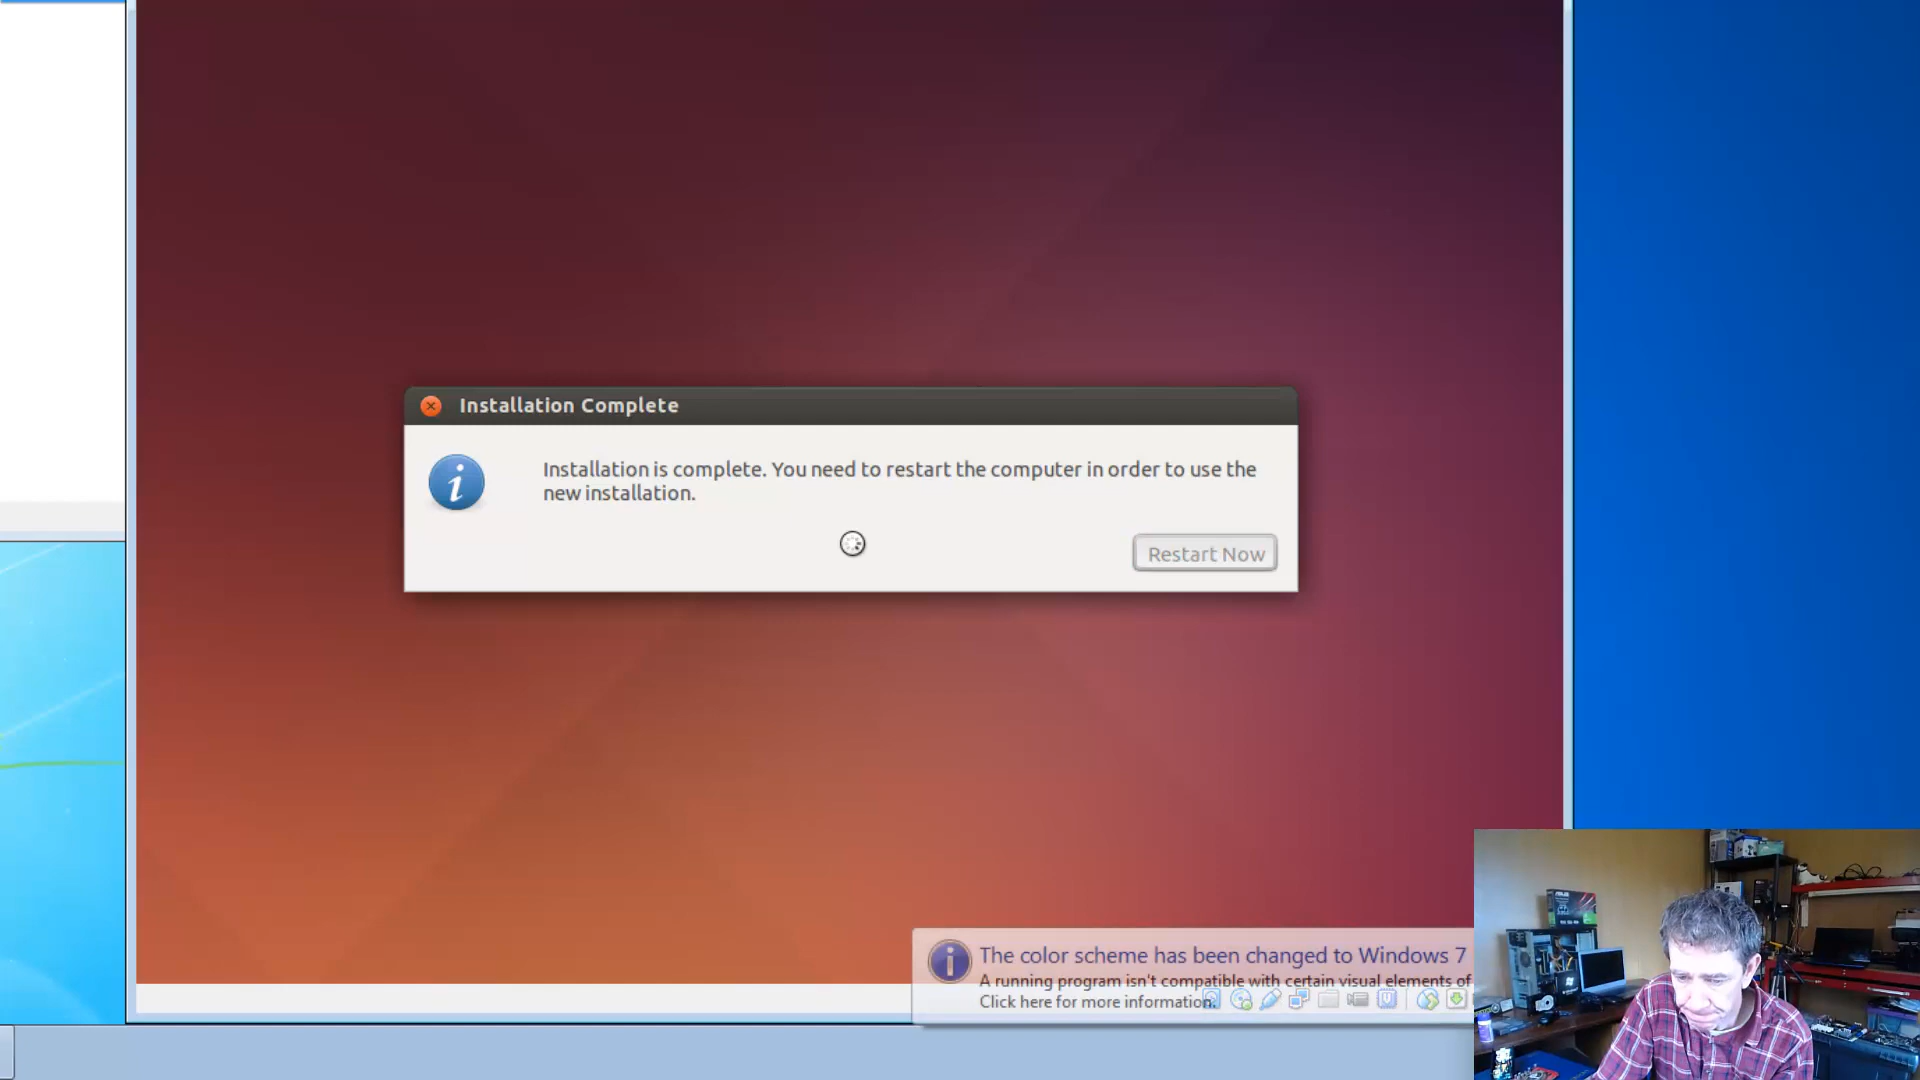 Installation Complete
Installation is complete. You need to restart the computer in order to use the
new installation.
Restart Now
The color scheme has been changed to Windows 7
A running program isn't compatible with certain visual elements of
Click here for more information.